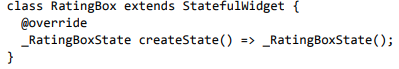 class RatingBox extends StatefulWidget {
  @override
  _RatingBoxState createState() => _RatingBoxState();
}